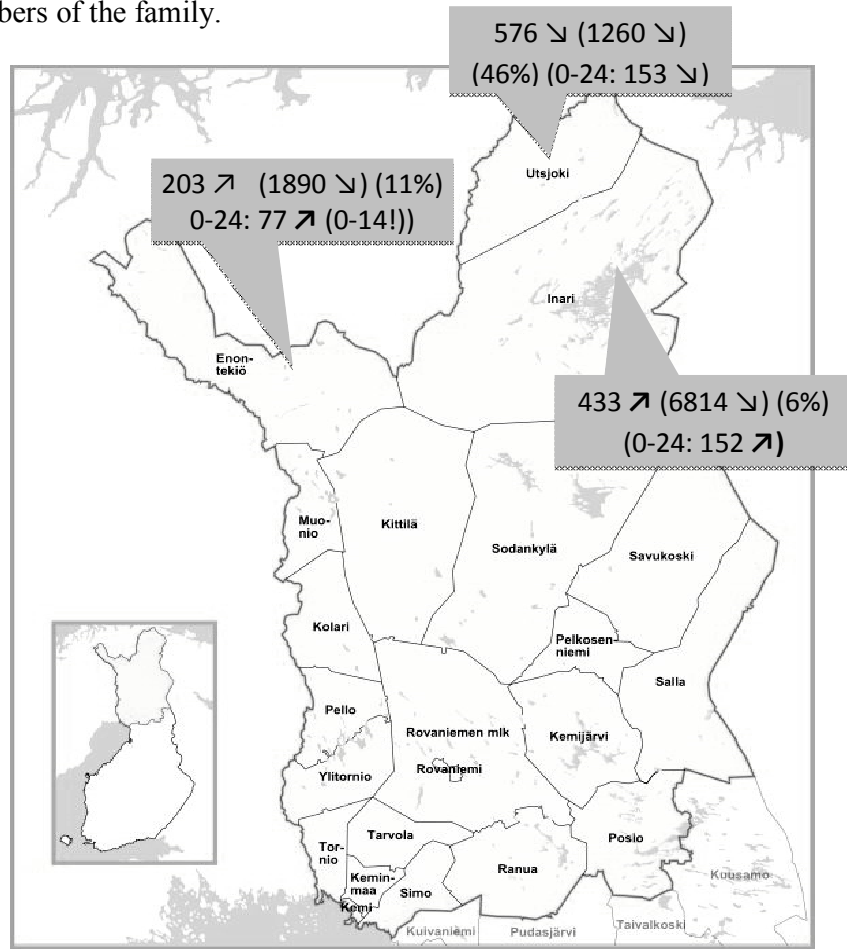 bers of the family.
576 ↘ (1260 ↘)
(46%) (0-24: 153 ↘)
203 ↗ (1890 ↘) (11%)
0-24: 77 ↗ (0-14!))
Utsjoki
Inari
Enon-
tekiö
433 ↗ (6814 ↘) (6%)
(0-24: 152 ↗)
Muo-
nio
Kittilä
Sodankylä
Savukoski
Kolari
Pelkosen-
niemi
Salla
Pello
Rovaniemen mlk
Kemijärvi
Rovaniemi
Ylitornio
Tarvola
Posio
Tor-
nio
Ranua
Kemin-
maa
Simo
Kuusamo
Kemi
Kuivaniemi
Pudasjärvi
Taivalkoski